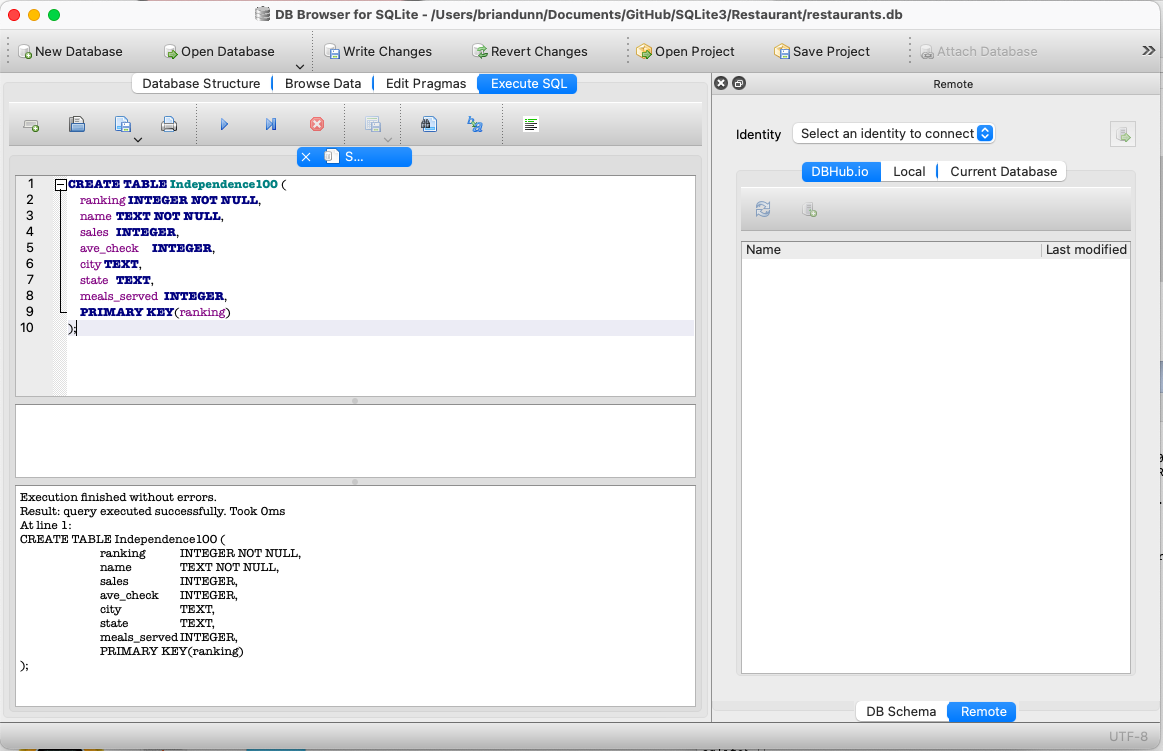 DB Browser for SQLite - /Users/briandunn/Documents/GitHub/SQLite3/Restaurant/restaurants.db
New Database Open Database Write Changes Revert Changes Open Project Save Project Attach Database »
Database Structure Browse Data Edit Pragmas Execute SQL
S...
1 CREATE TABLE Independence100 (
2 ranking INTEGER NOT NULL,
3 name TEXT NOT NULL,
4 sales INTEGER,
5 ave_check INTEGER,
6 city TEXT,
7 state TEXT,
8 meals_served INTEGER,
9 PRIMARY KEY(ranking)
10 );
Execution finished without errors.
Result: query executed successfully. Took 0ms
At line 1:
CREATE TABLE Independence100 (
ranking INTEGER NOT NULL,
name TEXT NOT NULL,
sales INTEGER,
ave_check INTEGER,
city TEXT,
state TEXT,
meals_served INTEGER,
PRIMARY KEY(ranking)
);
Remote
Identity Select an identity to connect
DBHub.io Local Current Database
Name Last modified
DB Schema Remote
UTF-8